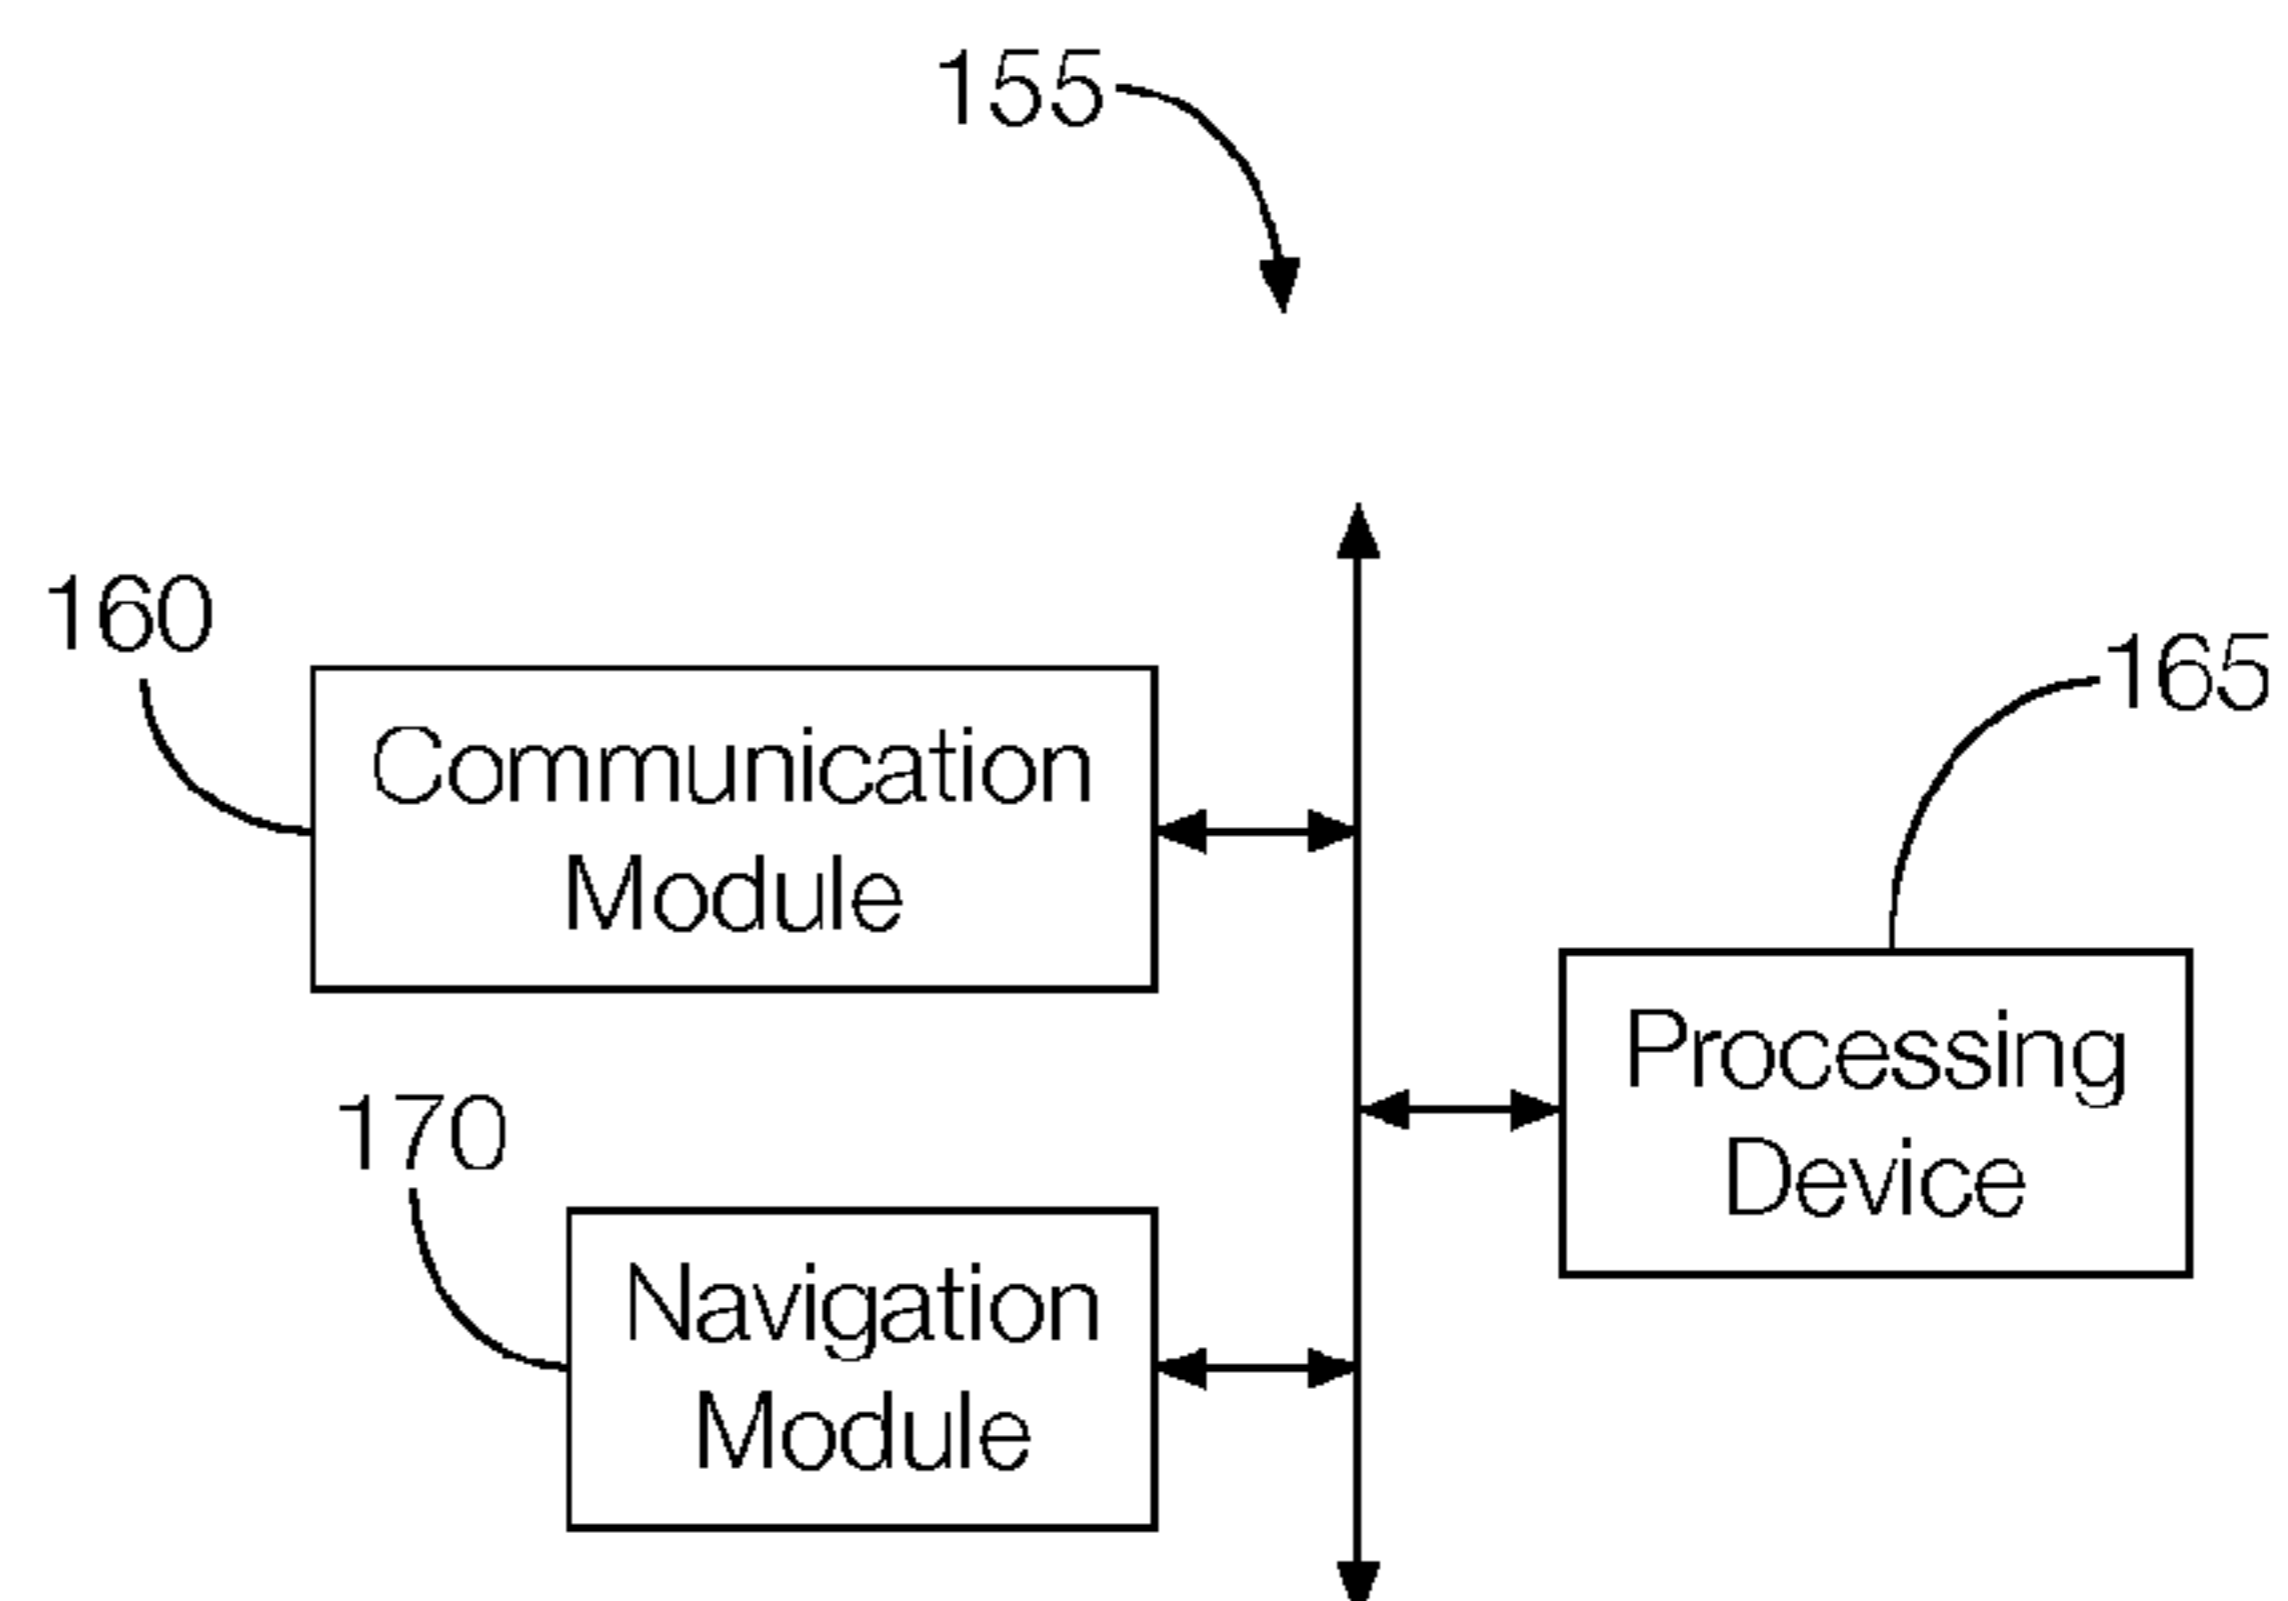 155
160
165
Communication
Module
Processing
Device
170
Navigation
Module